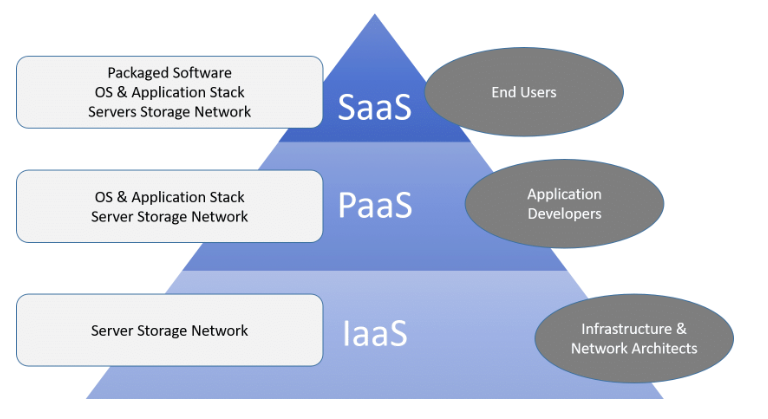 Packaged Software
OS & Application Stack
Servers Storage Network
SaaS
End Users
OS & Application Stack
Server Storage Network
PaaS
Application
Developers
Server Storage Network
IaaS
Infrastructure &
Network Architects